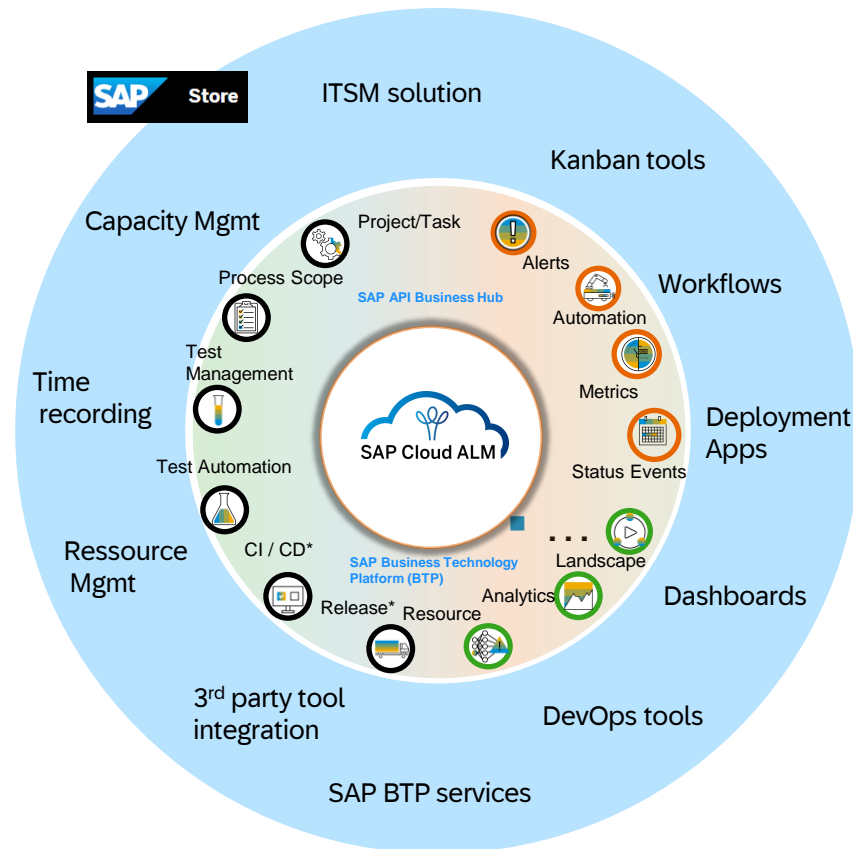 SAP Store
ITSM solution
Kanban tools
Capacity Mgmt
Project/Task
Alerts
Process Scope
Workflows
SAP API Business Hub
Automation
Test
Management
Metrics
Time
recording
Deployment
Apps
SAP Cloud ALM
Test Automation
Status Events
Ressource
Mgmt
CI / CD*
...
Landscape
SAP Business Technology
Platform (BTP)
Analytics
Dashboards
Release*
Resource
3rd party tool
integration
DevOps tools
SAP BTP services